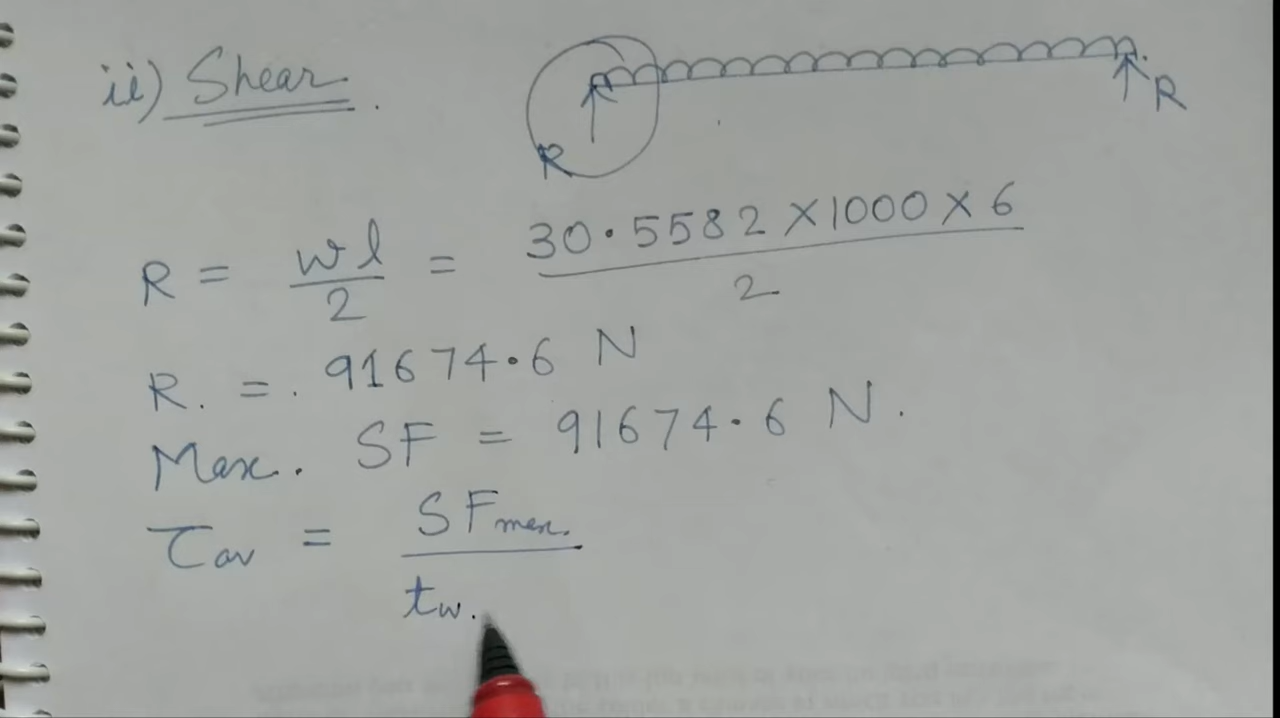 ii) Shear.
R R
R = wl/2 = 30.5582 X 1000 X 6 / 2
R. = . 91674.6 N
Max. SF = 91674.6 N.
τav = SFmax. / tw.